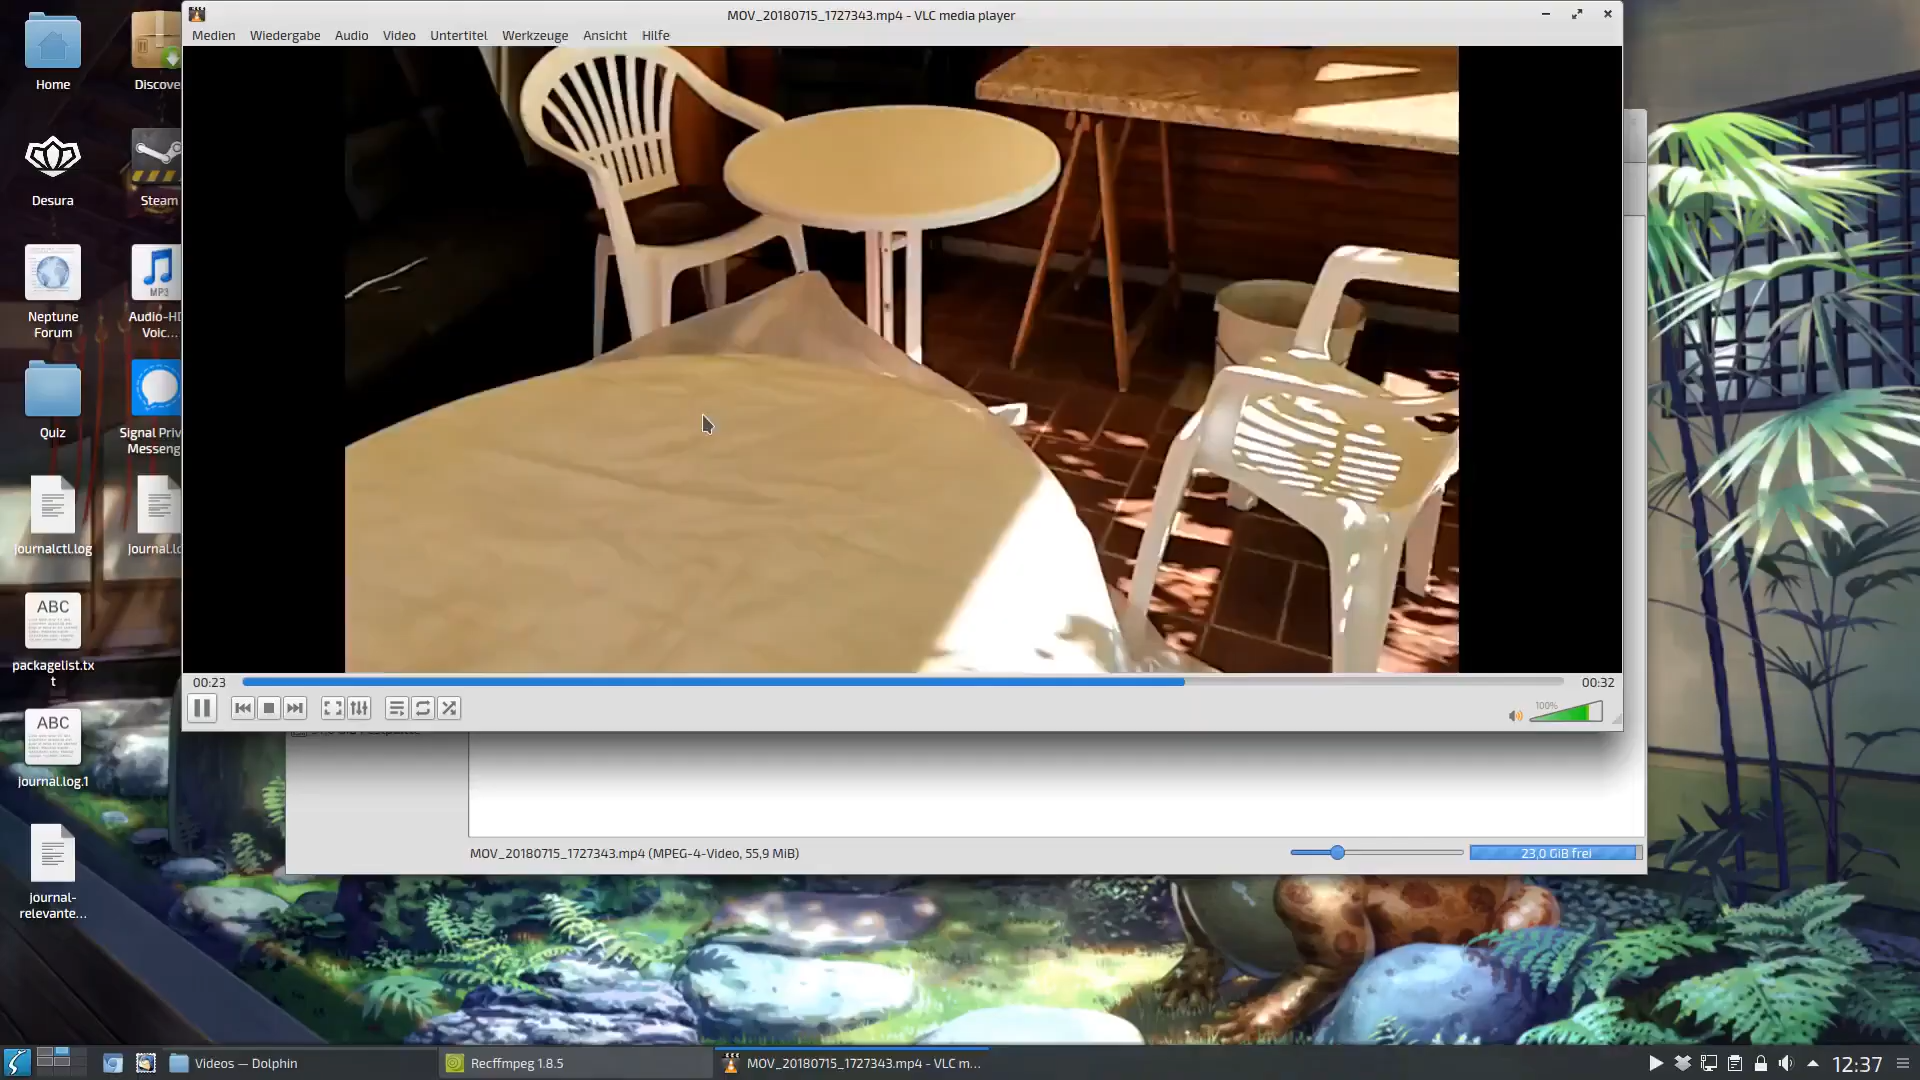 MOV_20180715_1727343.mp4 - VLC media player
Medien Wiedergabe Audio Video Untertitel Werkzeuge Ansicht Hilfe
Home
Discove
Desura
Steam
Neptune
Forum
MP3
Audio-HD
Voic...
Quiz
Signal Priv
Messeng
journalctl.log
journal.lo
ABC
packagelist.tx
t
ABC
journal.log.1
journal-
relevante...
00:23
00:32
100%
MOV_20180715_1727343.mp4 (MPEG-4-Video, 55,9 MiB)
23,0 GiB frei
Videos — Dolphin
Recffmpeg 1.8.5
MOV_20180715_1727343.mp4 - VLC m...
12:37